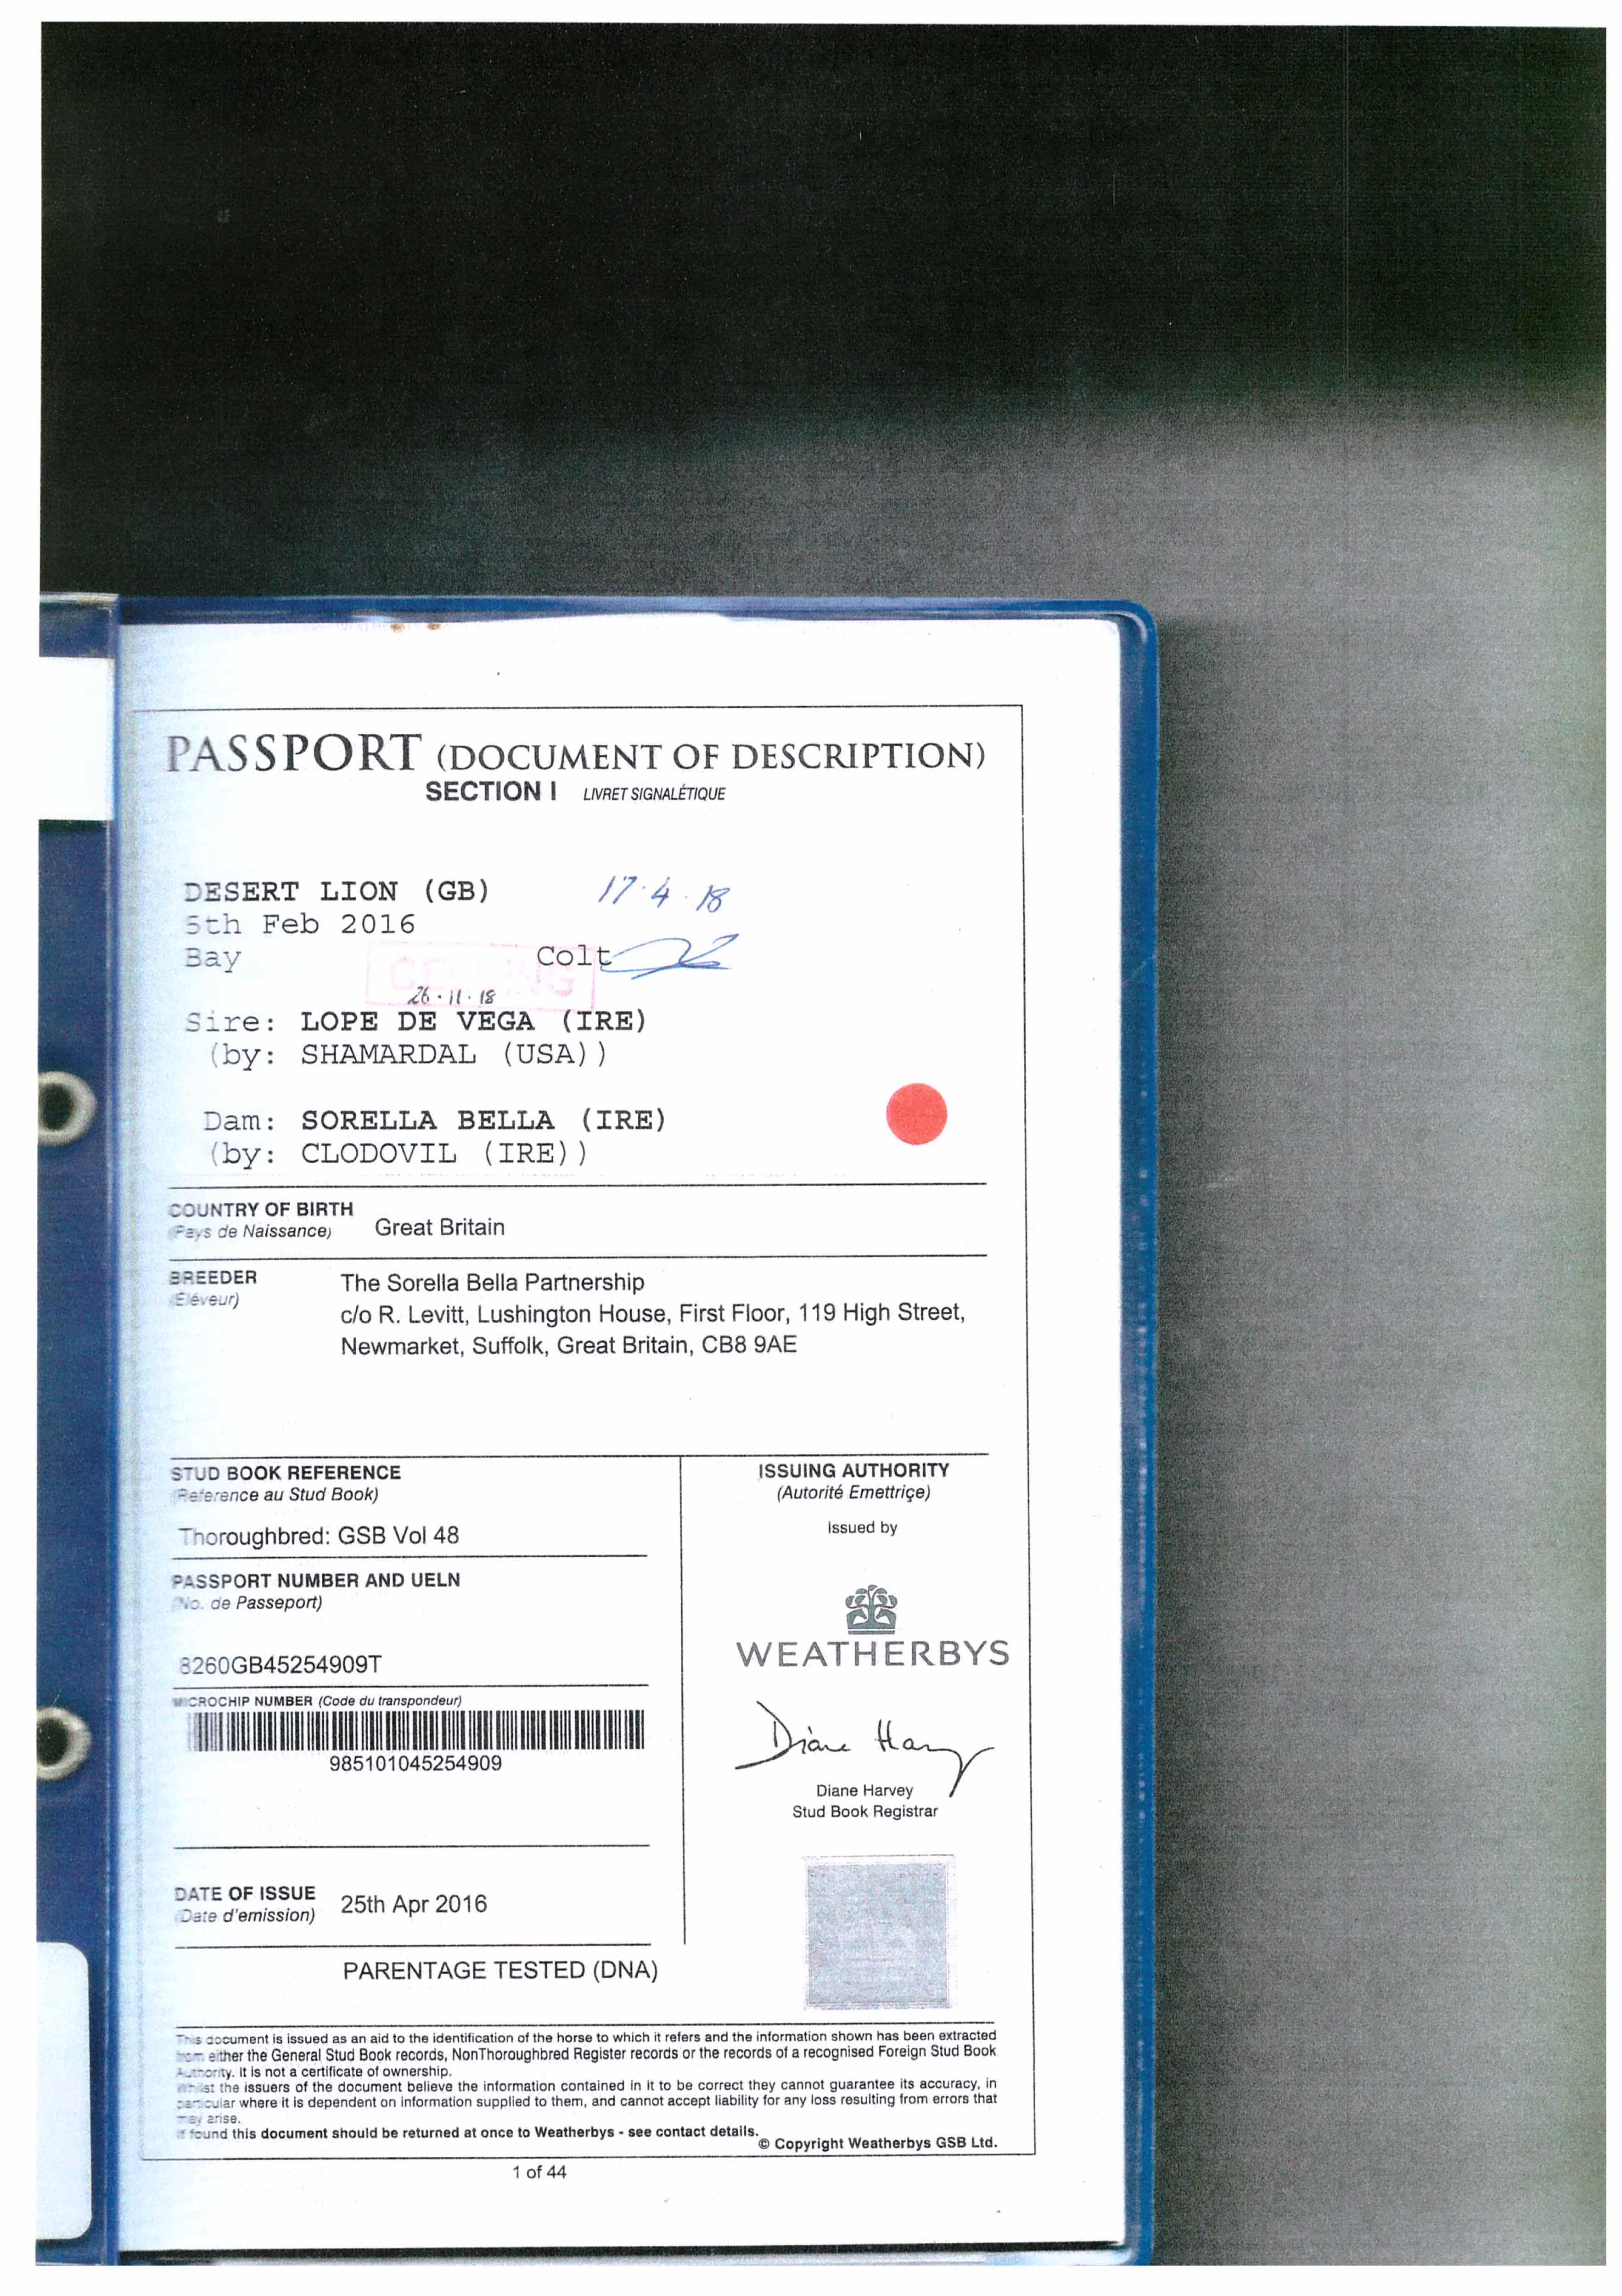 PASSPORT (DOCUMENT OF DESCRIPTION)
SECTION I LIVRET SIGNALÉTIQUE
DESERT LION (GB) 17.4.18
5th Feb 2016
Bay Colt
26.11.18
Sire: LOPE DE VEGA (IRE)
(by: SHAMARDAL (USA))
Dam: SORELLA BELLA (IRE)
(by: CLODOVIL (IRE))
COUNTRY OF BIRTH
Pays de Naissance) Great Britain
BREEDER The Sorella Bella Partnership
Eleveur)
c/o R. Levitt, Lushington House, First Floor, 119 High Street,
Newmarket, Suffolk, Great Britain, CB8 9AE
STUD BOOK REFERENCE
Reference au Stud Book)
Thoroughbred: GSB Vol 48
PASSPORT NUMBER AND UELN
No. de Passeport)
8260GB45254909T
MICROCHIP NUMBER (Code du transpondeur)
985101045254909
DATE OF ISSUE
(Date d'emission) 25th Apr 2016
PARENTAGE TESTED (DNA)
ISSUING AUTHORITY
(Autorité Emettriçe)
issued by
WEATHERBYS
Diane Harvey
Diane Harvey
Stud Book Registrar
This document is issued as an aid to the identification of the horse to which it refers and the information shown has been extracted
from either the General Stud Book records, NonThoroughbred Register records or the records of a recognised Foreign Stud Book
Authority. It is not a certificate of ownership.
Whilst the issuers of the document believe the information contained in it to be correct they cannot guarantee its accuracy, in
particular where it is dependent on information supplied to them, and cannot accept liability for any loss resulting from errors that
may arise.
If found this document should be returned at once to Weatherbys - see contact details.
© Copyright Weatherbys GSB Ltd.
1 of 44